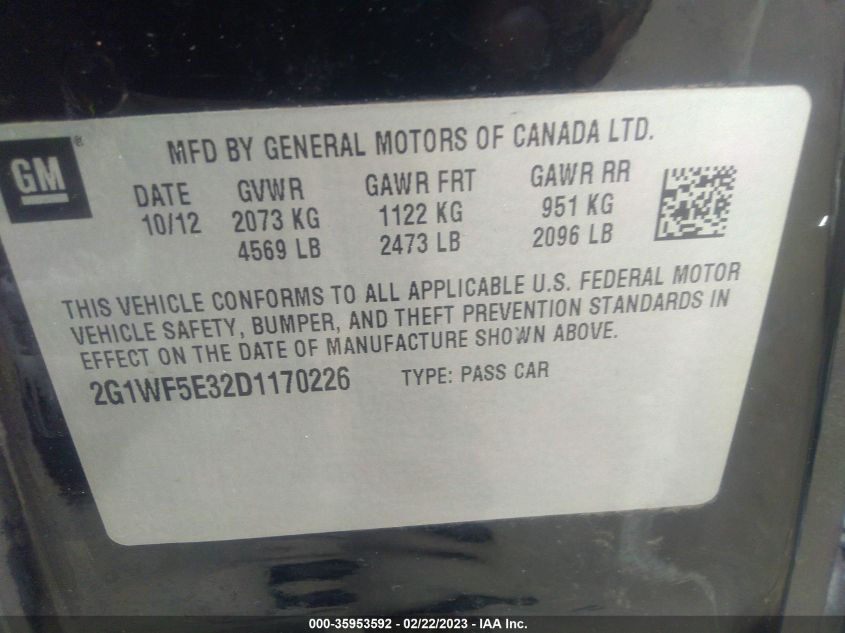 MFD BY GENERAL MOTORS OF CANADA LTD.
GM®
DATE GVWR GAWR FRT GAWR RR
10/12 2073 KG 1122 KG 951 KG
4569 LB 2473 LB 2096 LB
THIS VEHICLE CONFORMS TO ALL APPLICABLE U.S. FEDERAL MOTOR
VEHICLE SAFETY, BUMPER, AND THEFT PREVENTION STANDARDS IN
EFFECT ON THE DATE OF MANUFACTURE SHOWN ABOVE.
2G1WF5E32D1170226 TYPE: PASS CAR
000-35953592 - 02/22/2023 - IAA Inc.